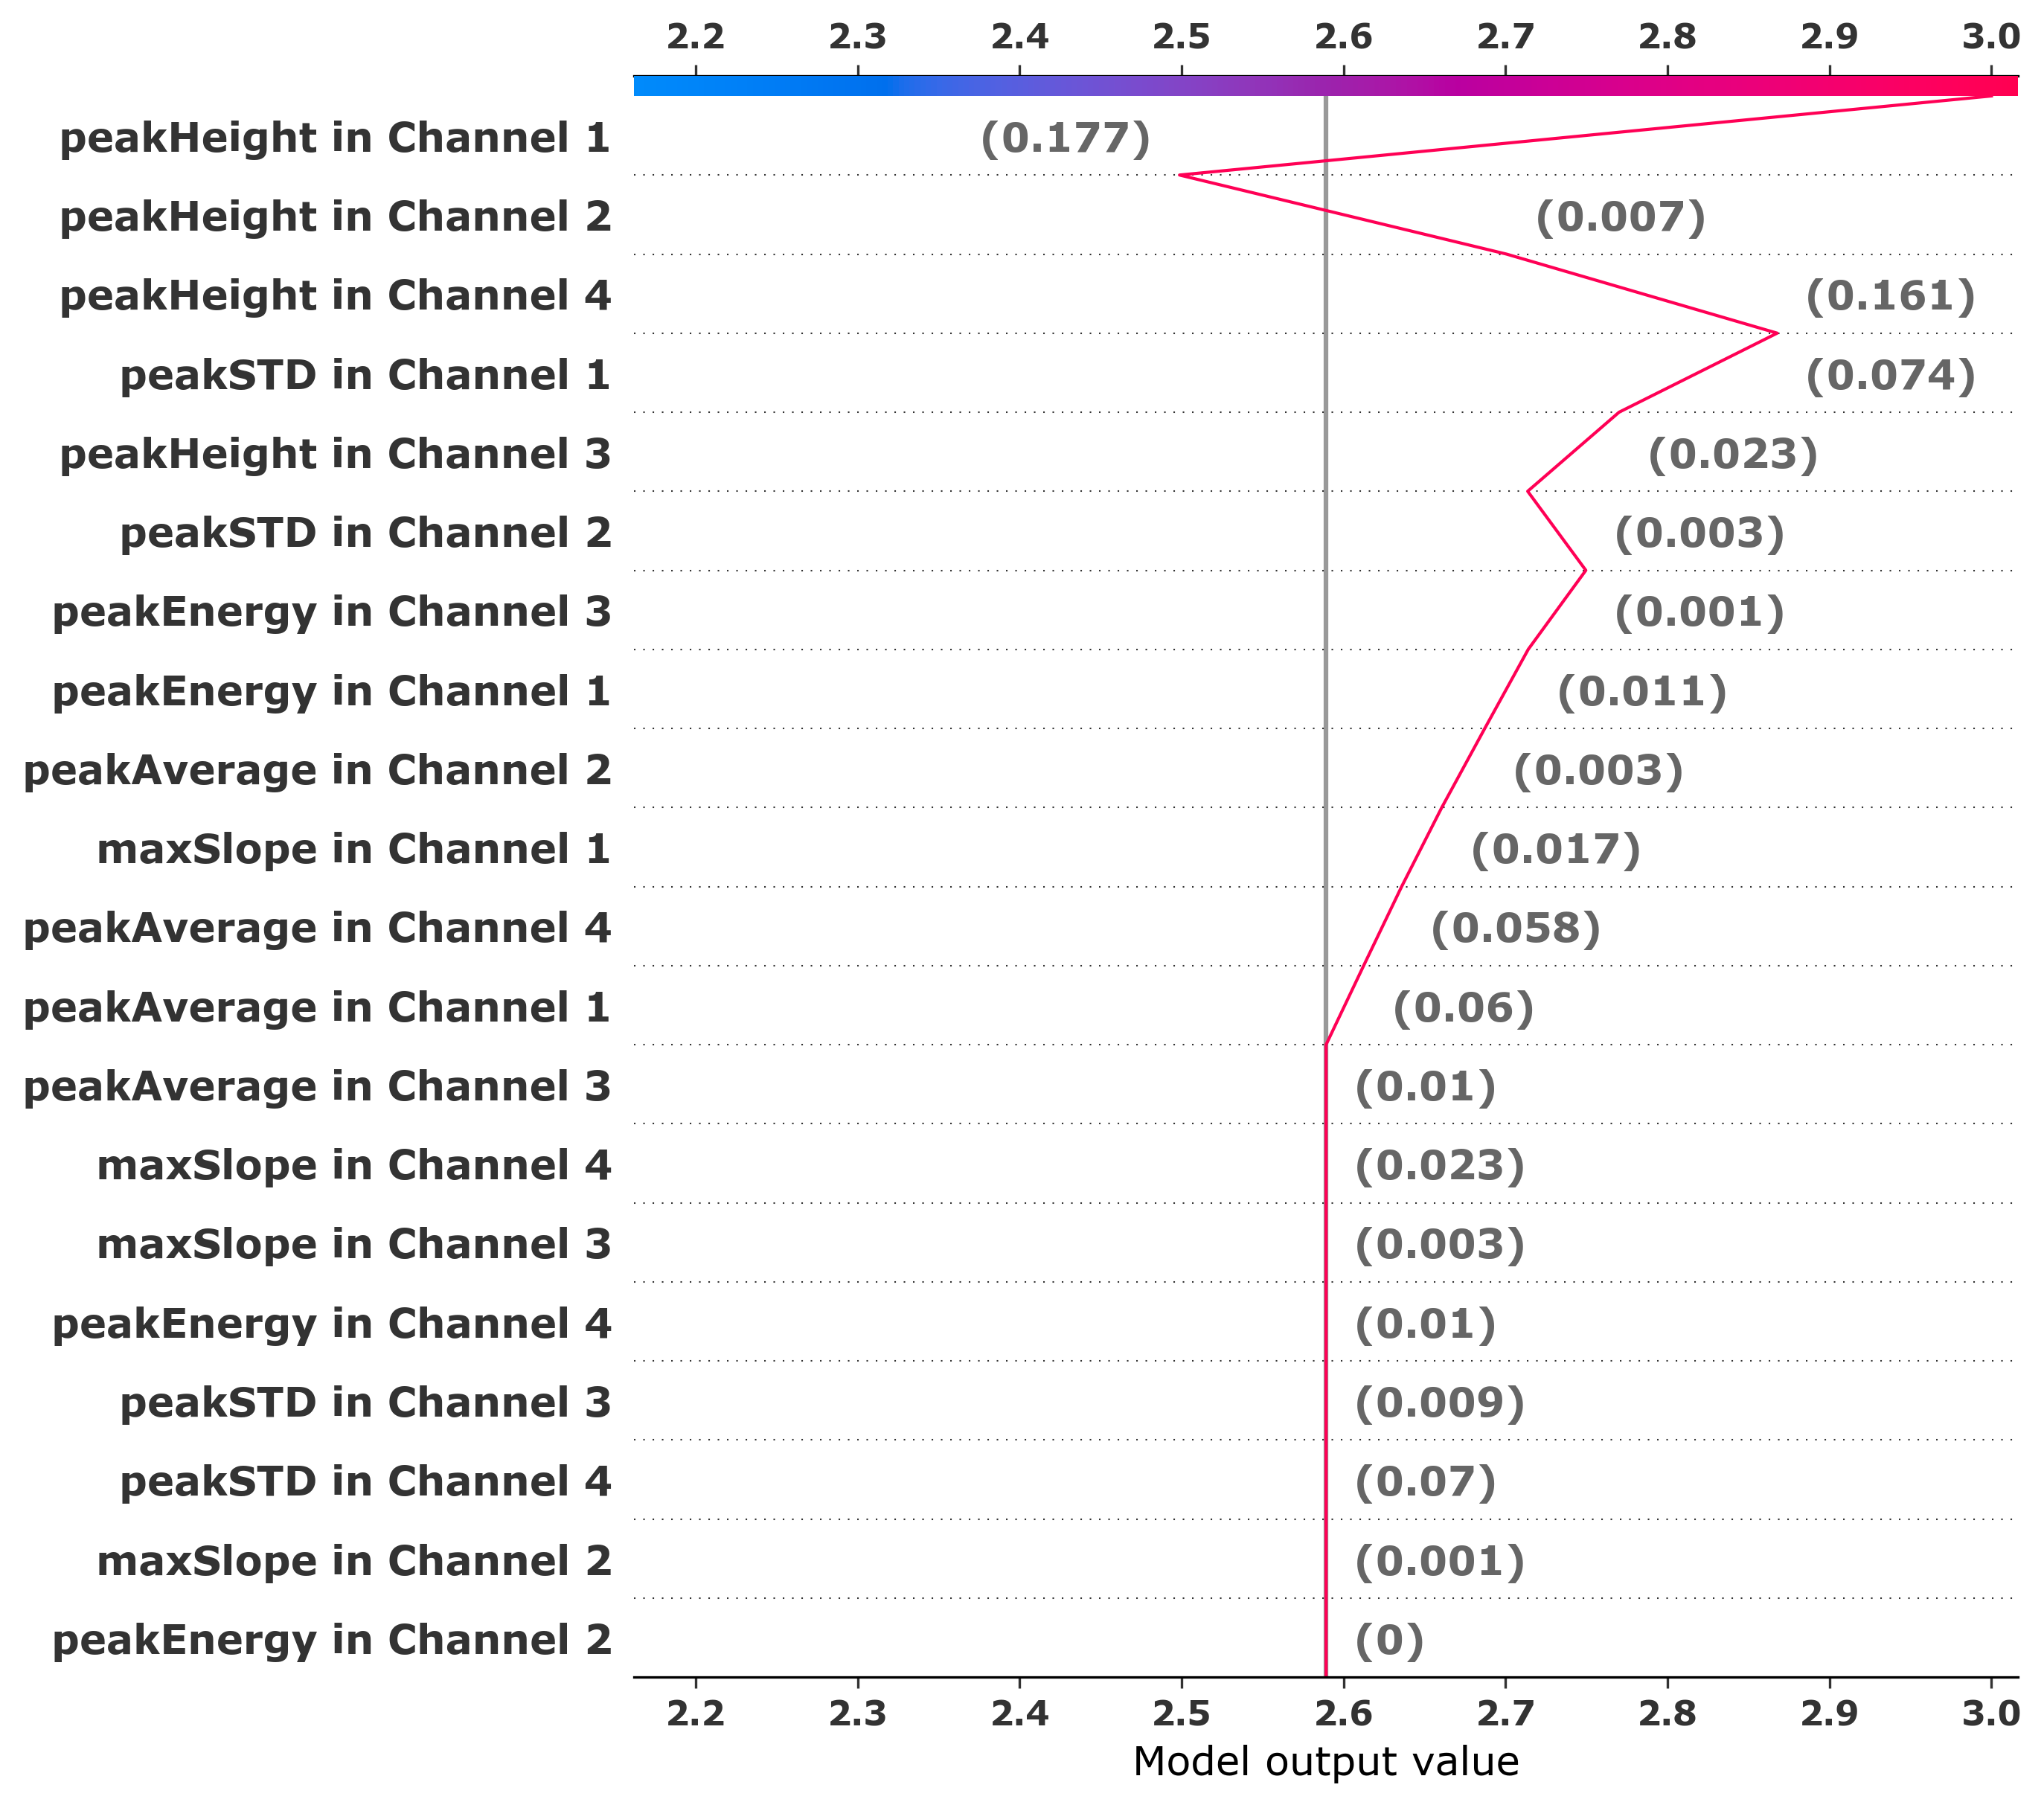 2.2 2.3 2.4 2.5 2.6 2.7 2.8 2.9 3.0
peakHeight in Channel 1 (0.177)
peakHeight in Channel 2 (0.007)
peakHeight in Channel 4 (0.161)
peakSTD in Channel 1 (0.074)
peakHeight in Channel 3 (0.023)
peakSTD in Channel 2 (0.003)
peakEnergy in Channel 3 (0.001)
peakEnergy in Channel 1 (0.011)
peakAverage in Channel 2 (0.003)
maxSlope in Channel 1 (0.017)
peakAverage in Channel 4 (0.058)
peakAverage in Channel 1 (0.06)
peakAverage in Channel 3 (0.01)
maxSlope in Channel 4 (0.023)
maxSlope in Channel 3 (0.003)
peakEnergy in Channel 4 (0.01)
peakSTD in Channel 3 (0.009)
peakSTD in Channel 4 (0.07)
maxSlope in Channel 2 (0.001)
peakEnergy in Channel 2 (0)
2.2 2.3 2.4 2.5 2.6 2.7 2.8 2.9 3.0
Model output value